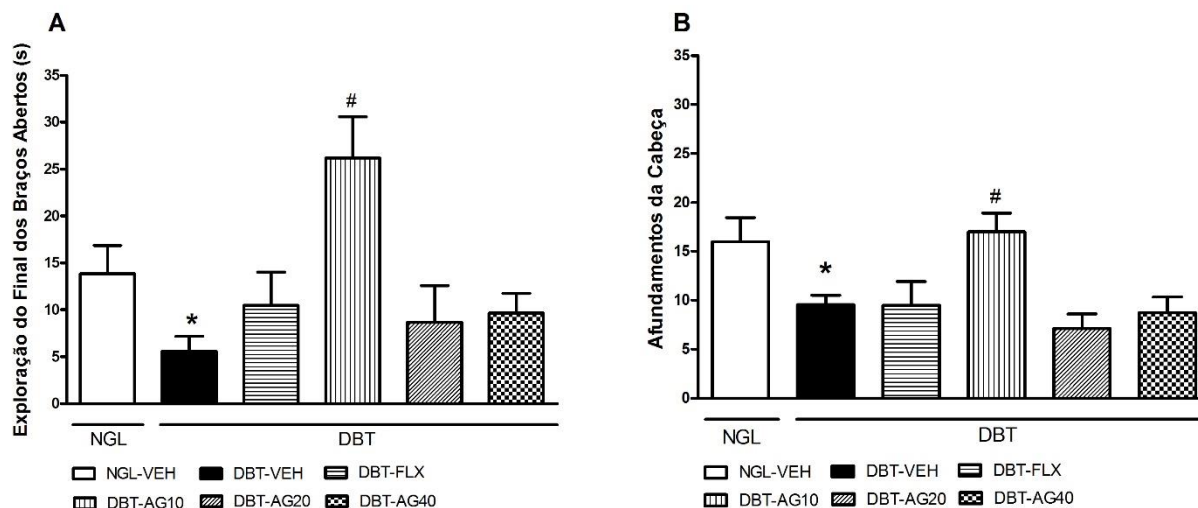 A
Exploração do Final dos Braços Abertos (s)
35
30
25
20
15
10
5
0
*
#
NGL
DBT
NGL-VEH DBT-VEH DBT-FLX
DBT-AG10 DBT-AG20 DBT-AG40
B
Afundamentos da Cabeça
35
30
25
20
15
10
5
0
*
#
NGL
DBT
NGL-VEH DBT-VEH DBT-FLX
DBT-AG10 DBT-AG20 DBT-AG40